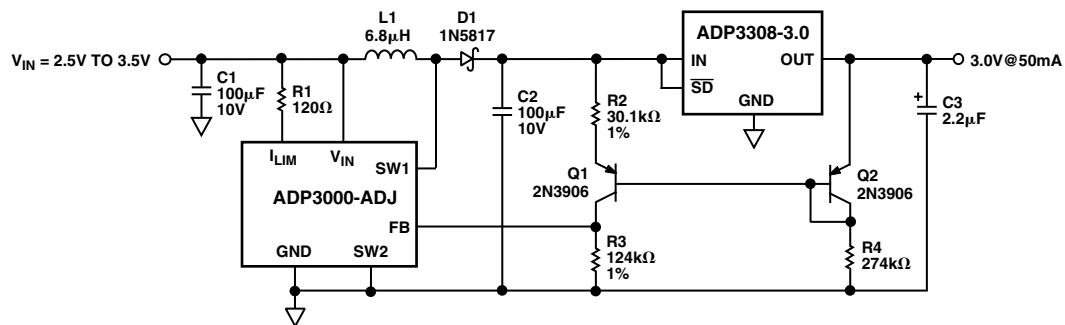 V_IN = 2.5V TO 3.5V
C1
100μF
10V
R1
120Ω
L1
6.8μH
D1
1N5817
I_LIM
V_IN
SW1
ADP3000-ADJ
FB
GND
SW2
C2
100μF
10V
R2
30.1kΩ
1%
Q1
2N3906
R3
124kΩ
1%
ADP3308-3.0
IN
OUT
SD
GND
Q2
2N3906
R4
274kΩ
3.0V@50mA
+
C3
2.2μF